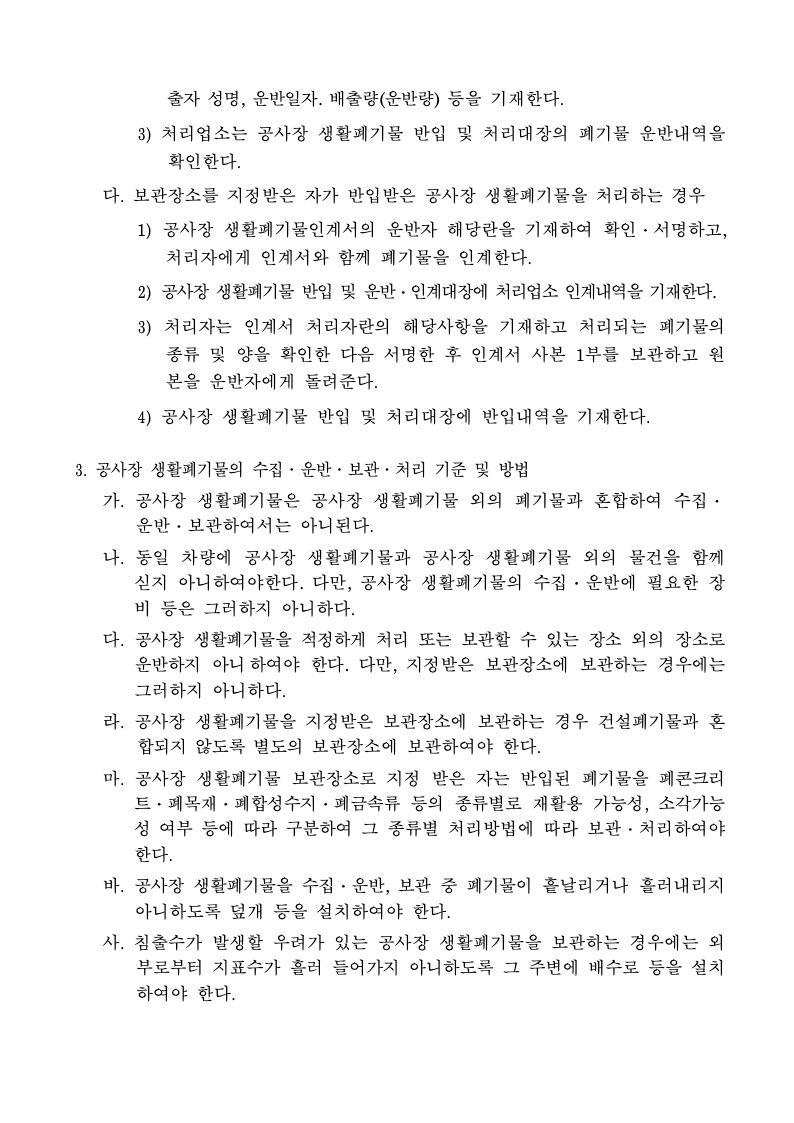 출자 성명, 운반일자. 배출량(운반량) 등을 기재한다.
3) 처리업소는 공사장 생활폐기물 반입 및 처리대장의 폐기물 운반내역을
확인한다.
다. 보관장소를 지정받은 자가 반입받은 공사장 생활폐기물을 처리하는 경우
1) 공사장 생활폐기물인계서의 운반자 해당란을 기재하여 확인·서명하고,
처리자에게 인계서와 함께 폐기물을 인계한다.
2) 공사장 생활폐기물 반입 및 운반·인계대장에 처리업소 인계내역을 기재한다.
3) 처리자는 인계서 처리자란의 해당사항을 기재하고 처리되는 폐기물의
종류 및 양을 확인한 다음 서명한 후 인계서 사본 1부를 보관하고 원
본을 운반자에게 돌려준다.
4) 공사장 생활폐기물 반입 및 처리대장에 반입내역을 기재한다.
3. 공사장 생활폐기물의 수집·운반·보관·처리 기준 및 방법
가. 공사장 생활폐기물은 공사장 생활폐기물 외의 폐기물과 혼합하여 수집·
운반·보관하여서는 아니된다.
나. 동일 차량에 공사장 생활폐기물과 공사장 생활폐기물 외의 물건을 함께
싣지 아니하여야한다. 다만, 공사장 생활폐기물의 수집·운반에 필요한 장
비 등은 그러하지 아니하다.
다. 공사장 생활폐기물을 적정하게 처리 또는 보관할 수 있는 장소 외의 장소로
운반하지 아니 하여야 한다. 다만, 지정받은 보관장소에 보관하는 경우에는
그러하지 아니하다.
라. 공사장 생활폐기물을 지정받은 보관장소에 보관하는 경우 건설폐기물과 혼
합되지 않도록 별도의 보관장소에 보관하여야 한다.
마. 공사장 생활폐기물 보관장소로 지정 받은 자는 반입된 폐기물을 폐콘크리
트·폐목재·폐합성수지·폐금속류 등의 종류별로 재활용 가능성, 소각가능
성 여부 등에 따라 구분하여 그 종류별 처리방법에 따라 보관·처리하여야
한다.
바. 공사장 생활폐기물을 수집·운반, 보관 중 폐기물이 흩날리거나 흘러내리지
아니하도록 덮개 등을 설치하여야 한다.
사. 침출수가 발생할 우려가 있는 공사장 생활폐기물을 보관하는 경우에는 외
부로부터 지표수가 흘러 들어가지 아니하도록 그 주변에 배수로 등을 설치
하여야 한다.